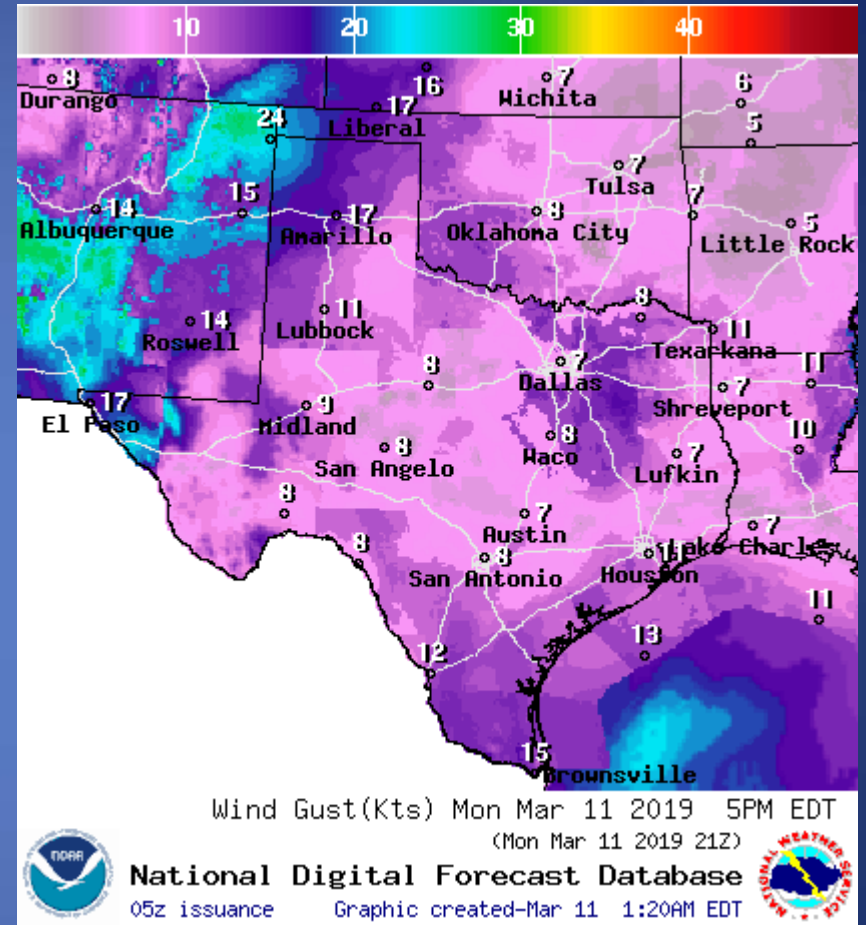 10 20 30 40
8 16 7 6
Durango 17 Wichita
24 Liberal 5
7
Tulsa
14 15 17 8 7 5
Albuquerque Amarillo Oklahoma City Little Rock
14 11 8
Roswell Lubbock 11
Texarkana
8 7 11
Dallas 7
17 9 Shreveport
El Paso Midland
8 8 10
San Angelo Waco 7
Lufkin
8 7 7
Austin
8 8 11 Lake Charles
San Antonio Houston
11
13
12
15
Brownsville
Wind Gust(Kts) Mon Mar 11 2019 5PM EDT
(Mon Mar 11 2019 21Z)
NOAA
National Digital Forecast Database
05z issuance Graphic created-Mar 11 1:20AM EDT
NATIONAL WEATHER SERVICE